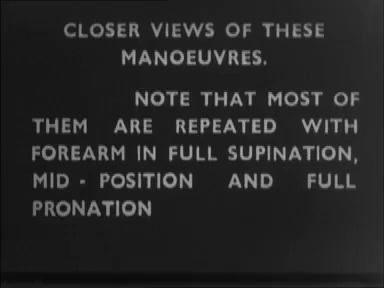 CLOSER VIEWS OF THESE
MANOEUVRES.
NOTE THAT MOST OF
THEM ARE REPEATED WITH
FOREARM IN FULL SUPINATION,
MID - POSITION AND FULL
PRONATION